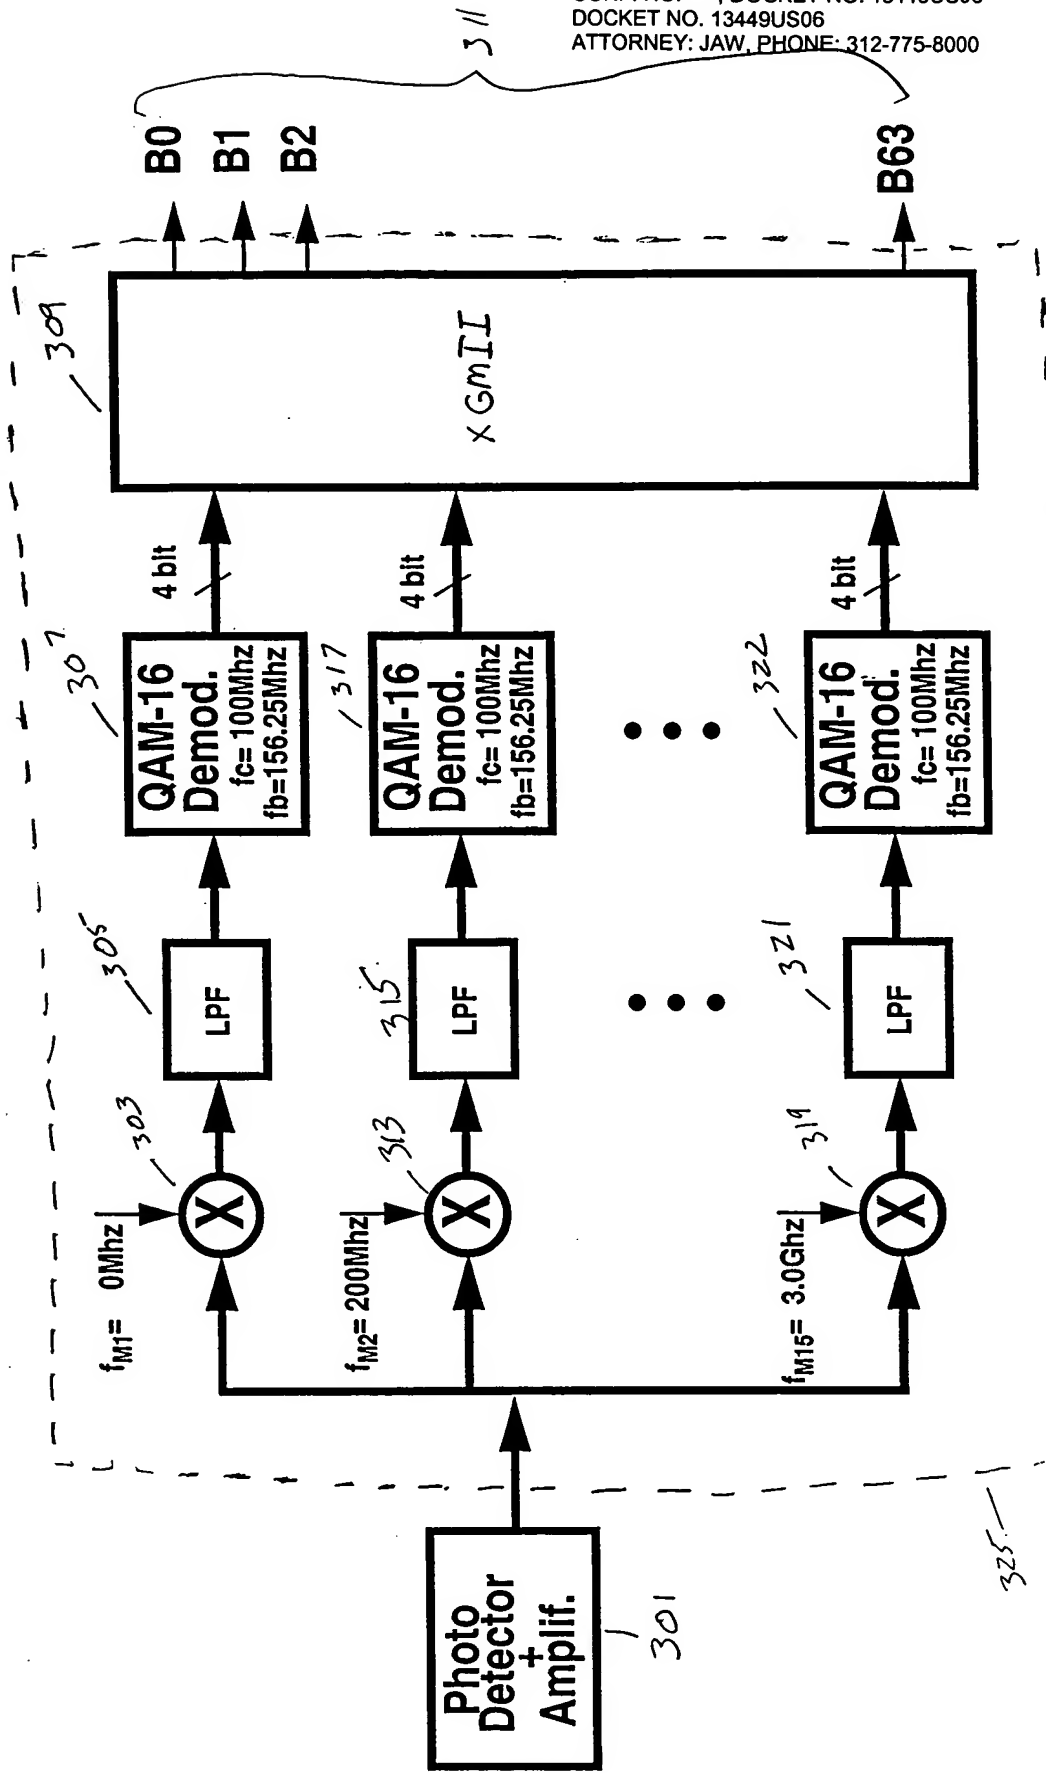 DOCKET NO. 13449US06
ATTORNEY: JAW, PHONE: 312-775-8000
311
B0
B1
B2
B63
309
XGMII
4 bit
4 bit
4 bit
307
QAM-16
Demod.
fc= 100Mhz
fb=156.25Mhz
317
QAM-16
Demod.
fc= 100Mhz
fb=156.25Mhz
322
QAM-16
Demod.
fc= 100Mhz
fb=156.25Mhz
305
LPF
315
LPF
321
LPF
303
X
313
X
319
X
fM1= 0Mhz
fM2= 200Mhz
fM15= 3.0Ghz
Photo
Detector
+
Amplif.
301
325